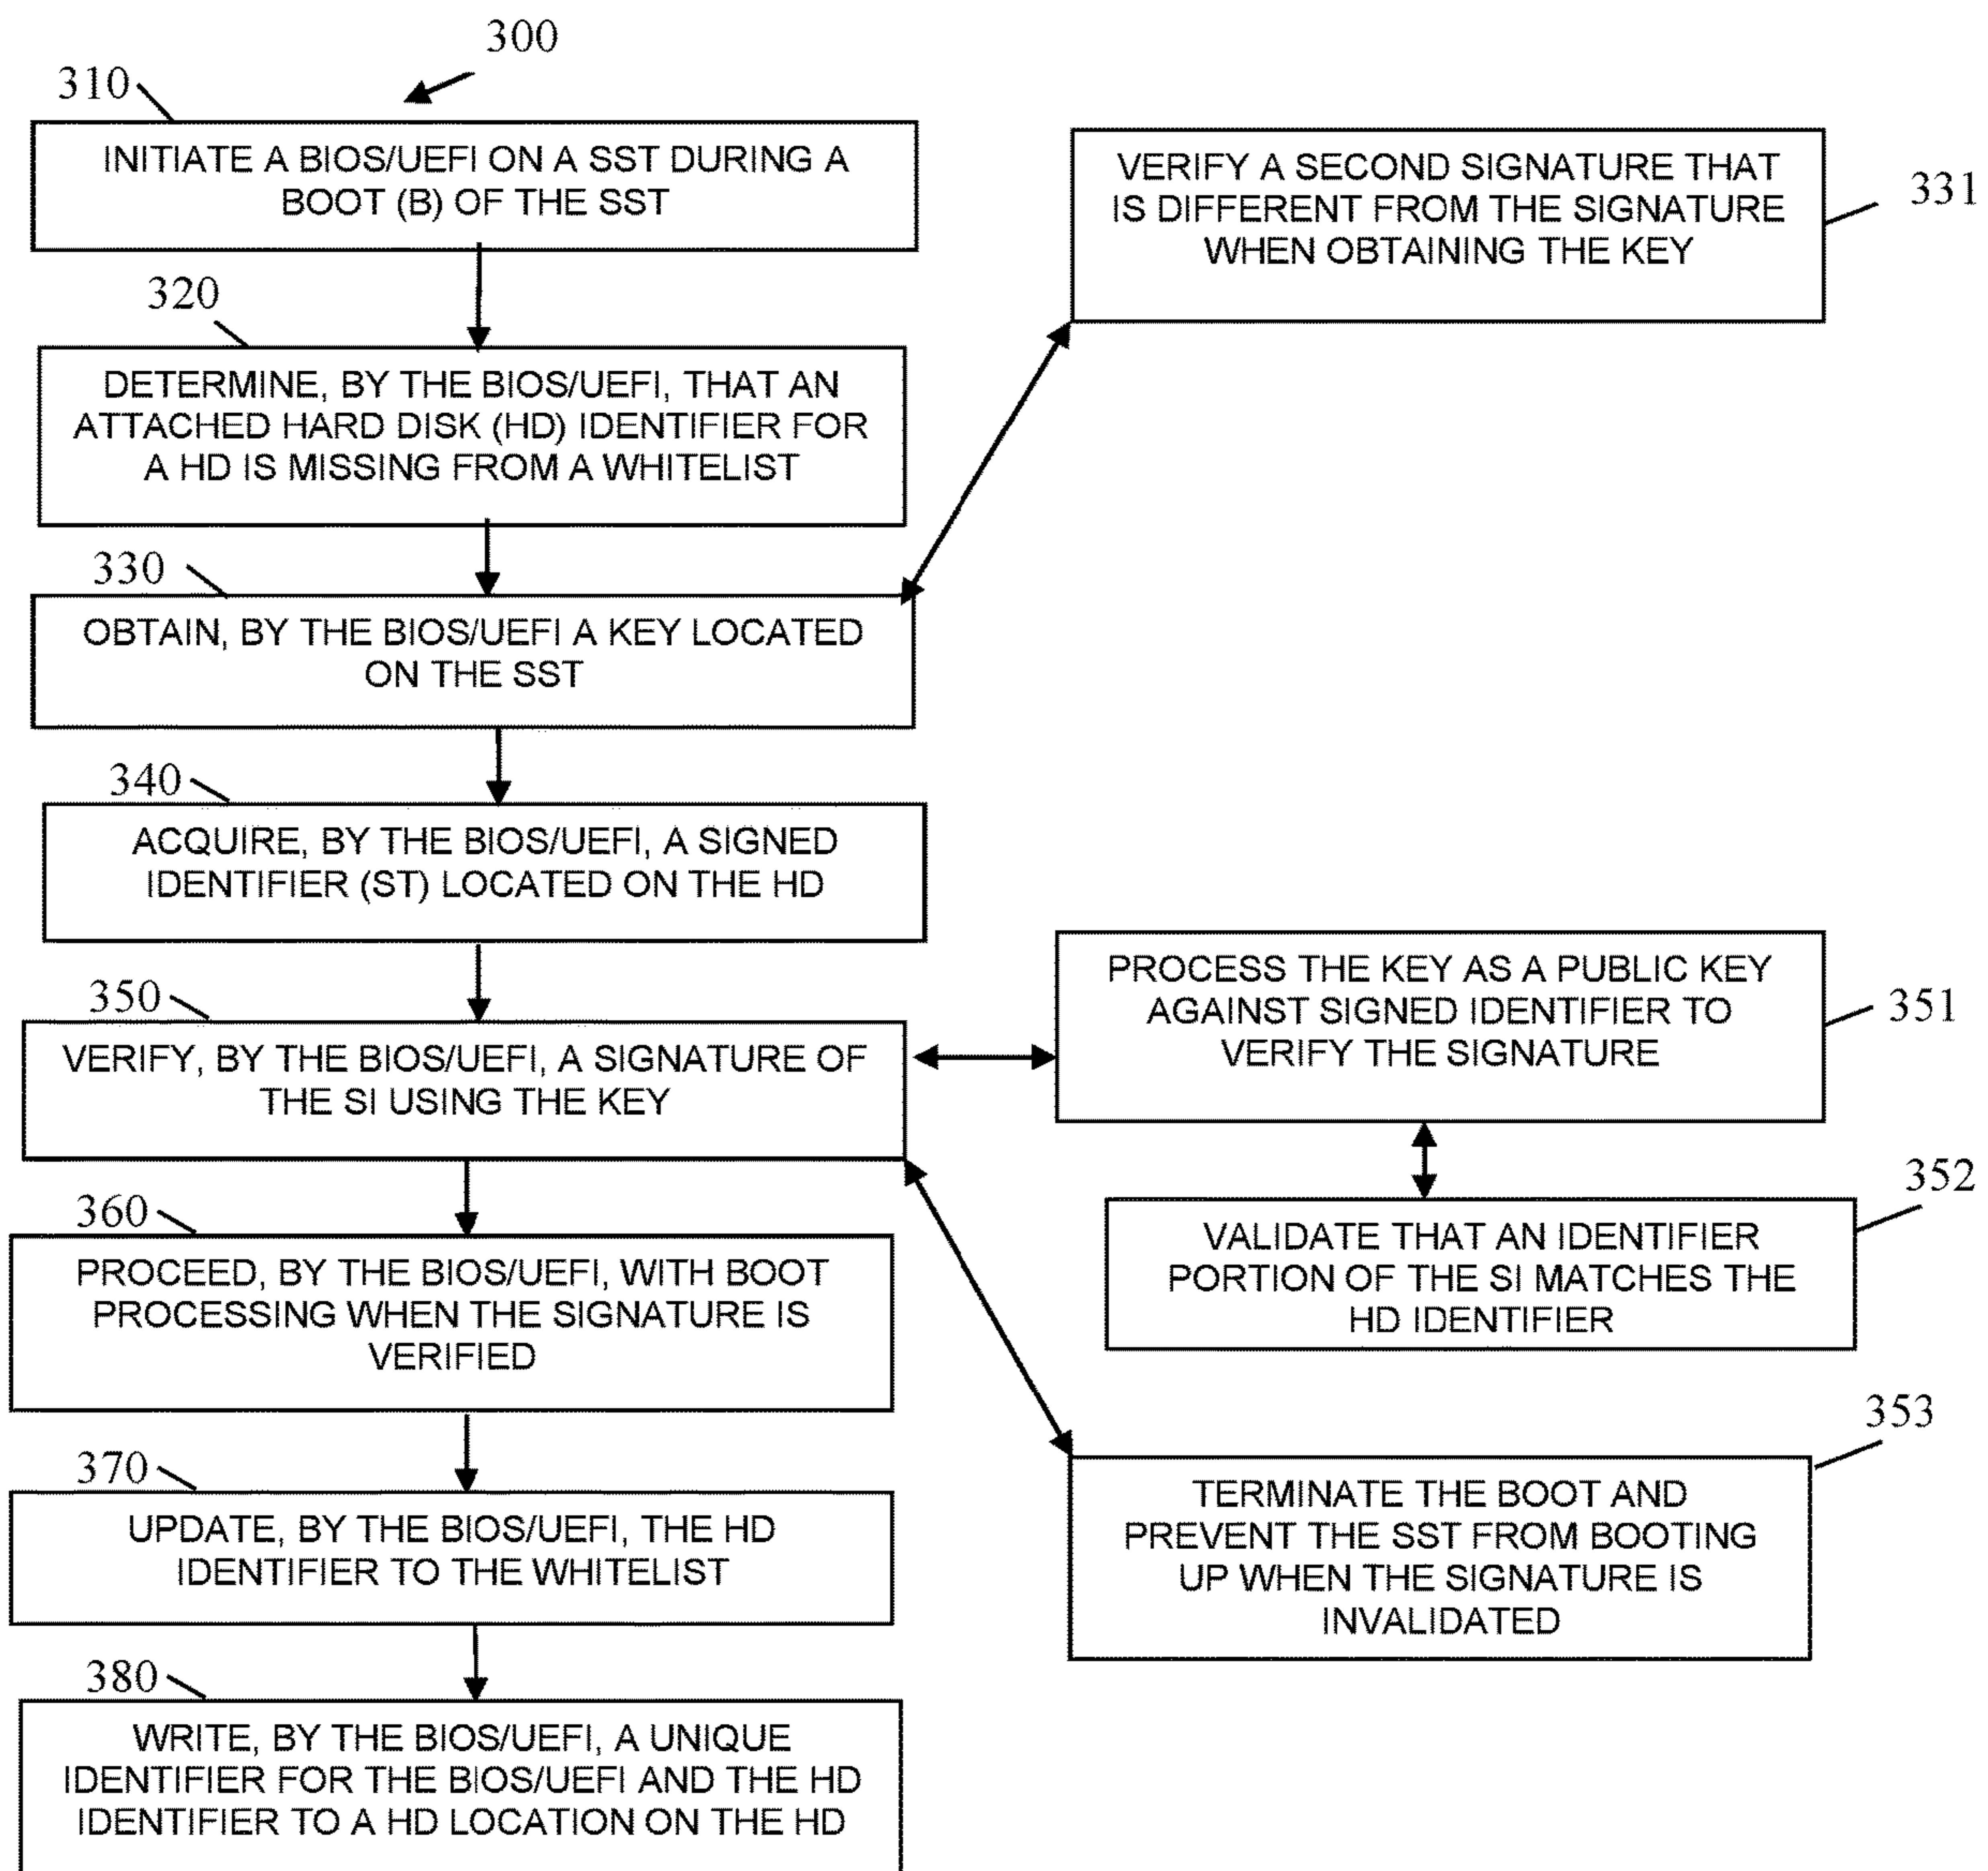 300
310
INITIATE A BIOS/UEFI ON A SST DURING A
BOOT (B) OF THE SST
VERIFY A SECOND SIGNATURE THAT
IS DIFFERENT FROM THE SIGNATURE
WHEN OBTAINING THE KEY
331
320
DETERMINE, BY THE BIOS/UEFI, THAT AN
ATTACHED HARD DISK (HD) IDENTIFIER FOR
A HD IS MISSING FROM A WHITELIST
330
OBTAIN, BY THE BIOS/UEFI A KEY LOCATED
ON THE SST
340
ACQUIRE, BY THE BIOS/UEFI, A SIGNED
IDENTIFIER (ST) LOCATED ON THE HD
350
VERIFY, BY THE BIOS/UEFI, A SIGNATURE OF
THE SI USING THE KEY
PROCESS THE KEY AS A PUBLIC KEY
AGAINST SIGNED IDENTIFIER TO
VERIFY THE SIGNATURE
351
352
VALIDATE THAT AN IDENTIFIER
PORTION OF THE SI MATCHES THE
HD IDENTIFIER
360
PROCEED, BY THE BIOS/UEFI, WITH BOOT
PROCESSING WHEN THE SIGNATURE IS
VERIFIED
353
TERMINATE THE BOOT AND
PREVENT THE SST FROM BOOTING
UP WHEN THE SIGNATURE IS
INVALIDATED
370
UPDATE, BY THE BIOS/UEFI, THE HD
IDENTIFIER TO THE WHITELIST
380
WRITE, BY THE BIOS/UEFI, A UNIQUE
IDENTIFIER FOR THE BIOS/UEFI AND THE HD
IDENTIFIER TO A HD LOCATION ON THE HD